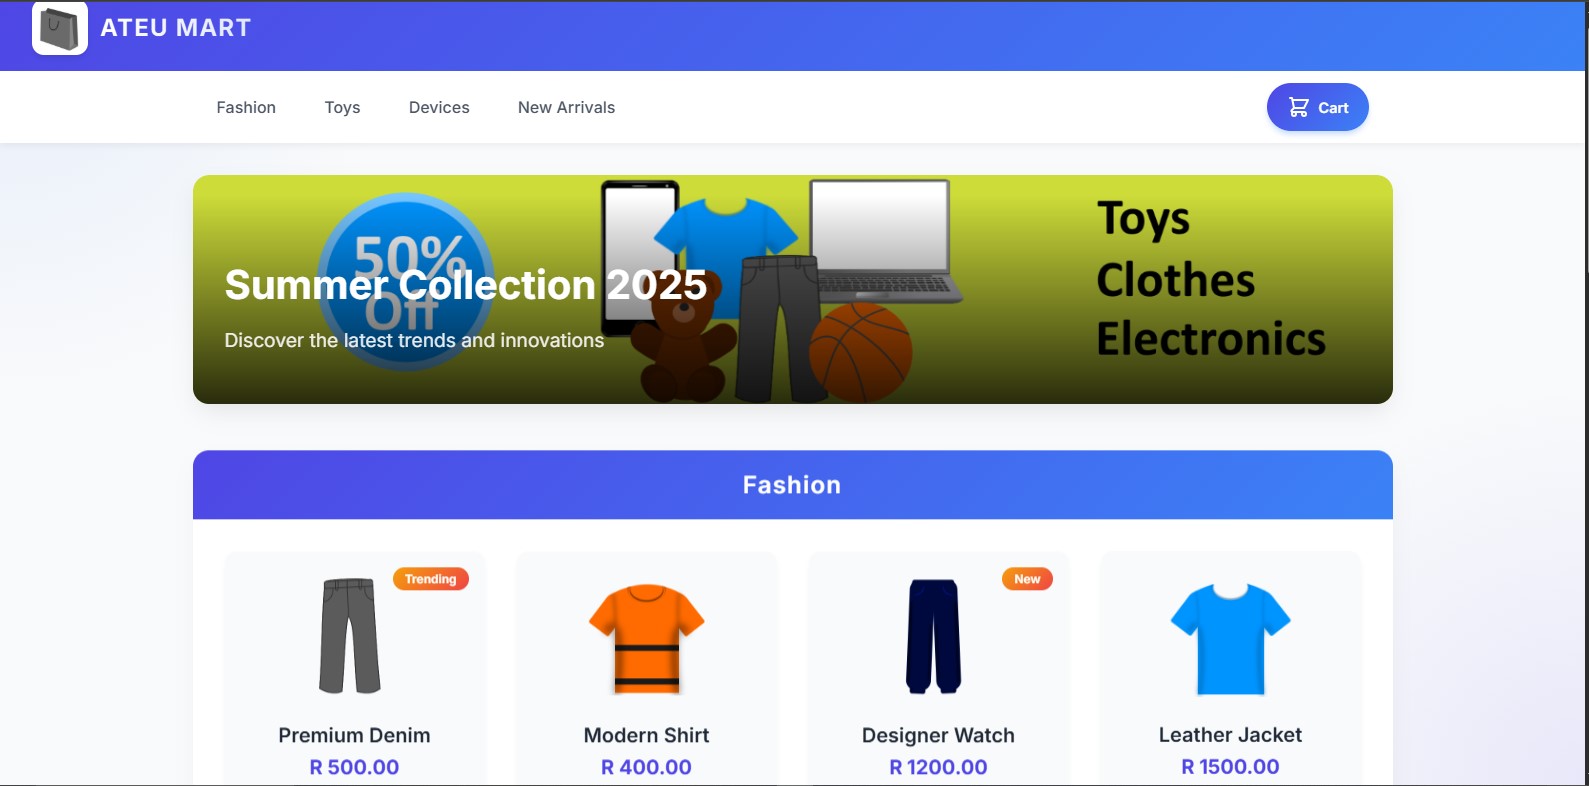 ATEU MART
Fashion
Toys
Devices
New Arrivals
Cart
50%
Off
Summer Collection 2025
Discover the latest trends and innovations
Toys
Clothes
Electronics
Fashion
Trending
New
Premium Denim
Modern Shirt
Designer Watch
Leather Jacket
R 500.00
R 400.00
R 1200.00
R 1500.00